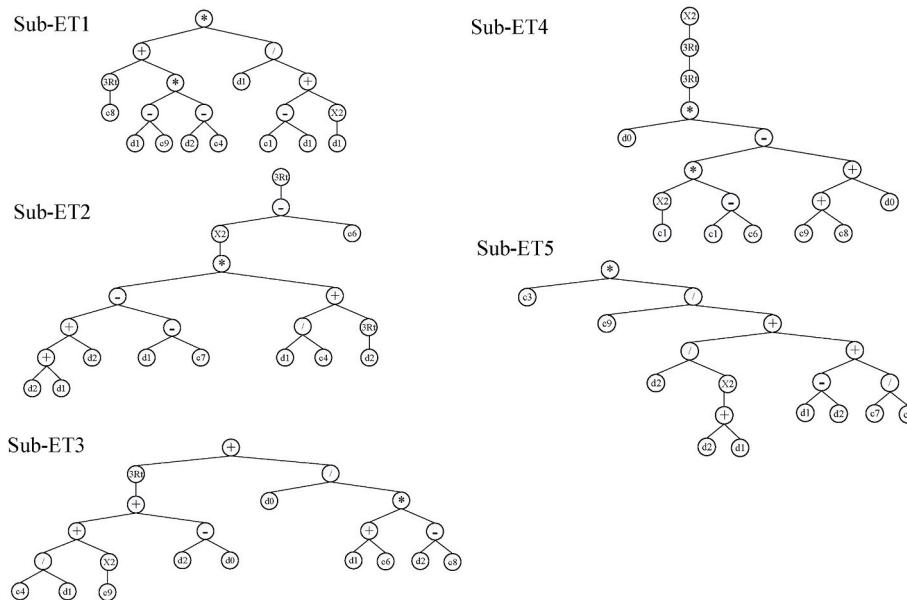 Sub-ET1
*
+ /
3Rt * d1 +
c8 - - - X2
d1 c9 d2 c4 c1 d1 d1
Sub-ET2
3Rt
-
X2 c6
*
- +
+ - / 3Rt
+ d2 d1 c7 d1 c4 d2
d2 d1
Sub-ET3
+
3Rt /
+ d0 *
+ - + -
/ X2 d2 d0 d1 c6 d2 c8
c4 d1 c9
Sub-ET4
X2
3Rt
3Rt
*
d0 -
* +
X2 - + d0
c1 c1 c6 c9 c8
Sub-ET5
*
c3 /
c9 +
/ +
d2 X2 - /
+ d1 d2 c7
d2 d1